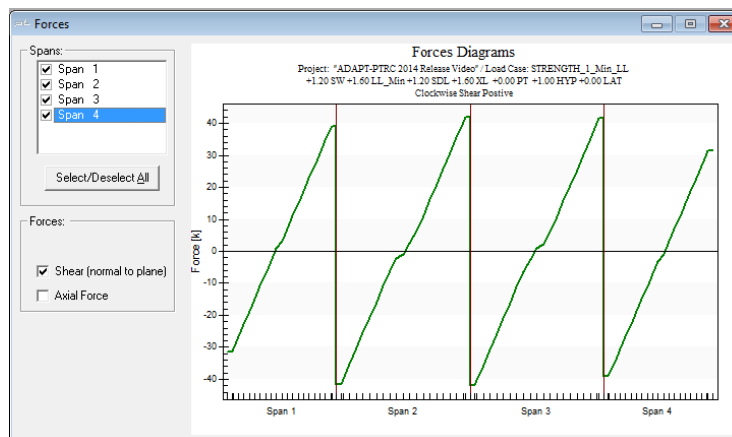 Forces
Spans:
Span 1
Span 2
Span 3
Span 4
Select/Deselect All
Forces:
Shear (normal to plane)
Axial Force
Forces Diagrams
Project: "ADAPT-PTRC 2014 Release Video" / Load Case: STRENGTH_1_Min_LL
+1.20 SW +1.60 LL_Min +1.20 SDL +1.60 XL +0.00 PT +1.00 HYP +0.00 LAT
Clockwise Shear Postive
Force [k]
40
30
20
10
0
-10
-20
-30
-40
Span 1 Span 2 Span 3 Span 4